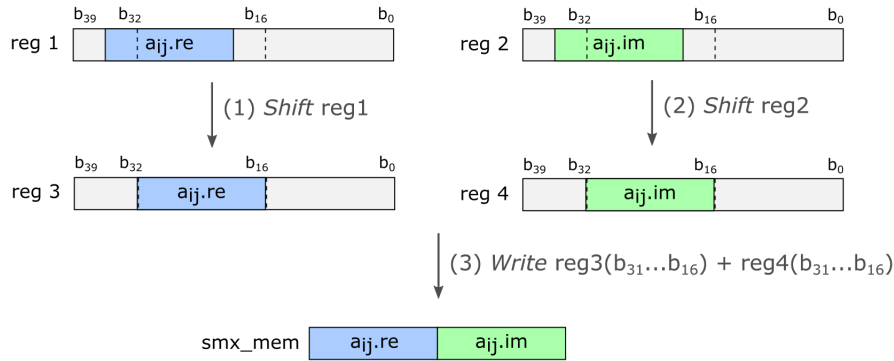 b39 b32 b16 b0 b39 b32 b16 b0
reg 1 aij.re reg 2 aij.im
(1) Shift reg1 (2) Shift reg2
b39 b32 b16 b0 b39 b32 b16 b0
reg 3 aij.re reg 4 aij.im
(3) Write reg3(b31...b16) + reg4(b31...b16)
smx_mem aij.re aij.im